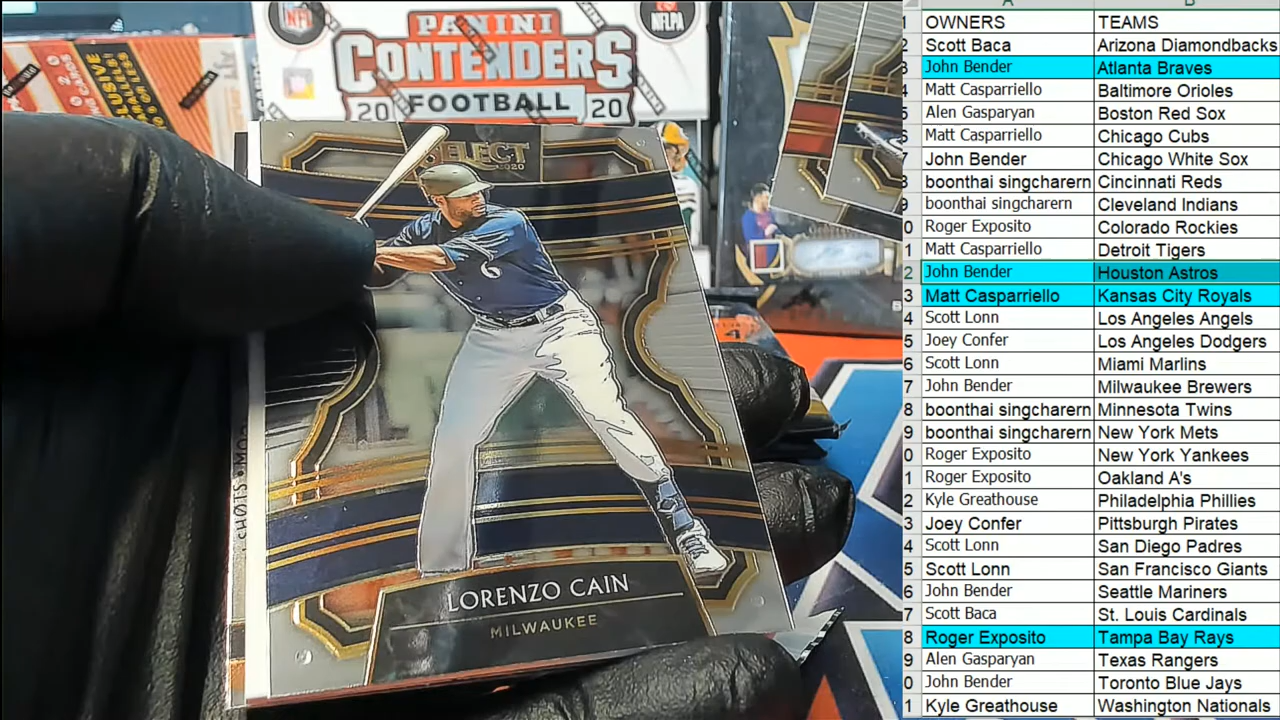 NFL
PANINI
CONTENDERS
20 FOOTBALL 20
NFLPA
SELECT
2020
6
LORENZO CAIN
MILWAUKEE
OWNERS TEAMS
Scott Baca Arizona Diamondbacks
John Bender Atlanta Braves
Matt Casparriello Baltimore Orioles
Alen Gasparyan Boston Red Sox
Matt Casparriello Chicago Cubs
John Bender Chicago White Sox
boonthai singcharern Cincinnati Reds
boonthai singcharern Cleveland Indians
Roger Exposito Colorado Rockies
Matt Casparriello Detroit Tigers
John Bender Houston Astros
Matt Casparriello Kansas City Royals
Scott Lonn Los Angeles Angels
Joey Confer Los Angeles Dodgers
Scott Lonn Miami Marlins
John Bender Milwaukee Brewers
boonthai singcharern Minnesota Twins
boonthai singcharern New York Mets
Roger Exposito New York Yankees
Roger Exposito Oakland A's
Kyle Greathouse Philadelphia Phillies
Joey Confer Pittsburgh Pirates
Scott Lonn San Diego Padres
Scott Lonn San Francisco Giants
John Bender Seattle Mariners
Scott Baca St. Louis Cardinals
Roger Exposito Tampa Bay Rays
Alen Gasparyan Texas Rangers
John Bender Toronto Blue Jays
Kyle Greathouse Washington Nationals